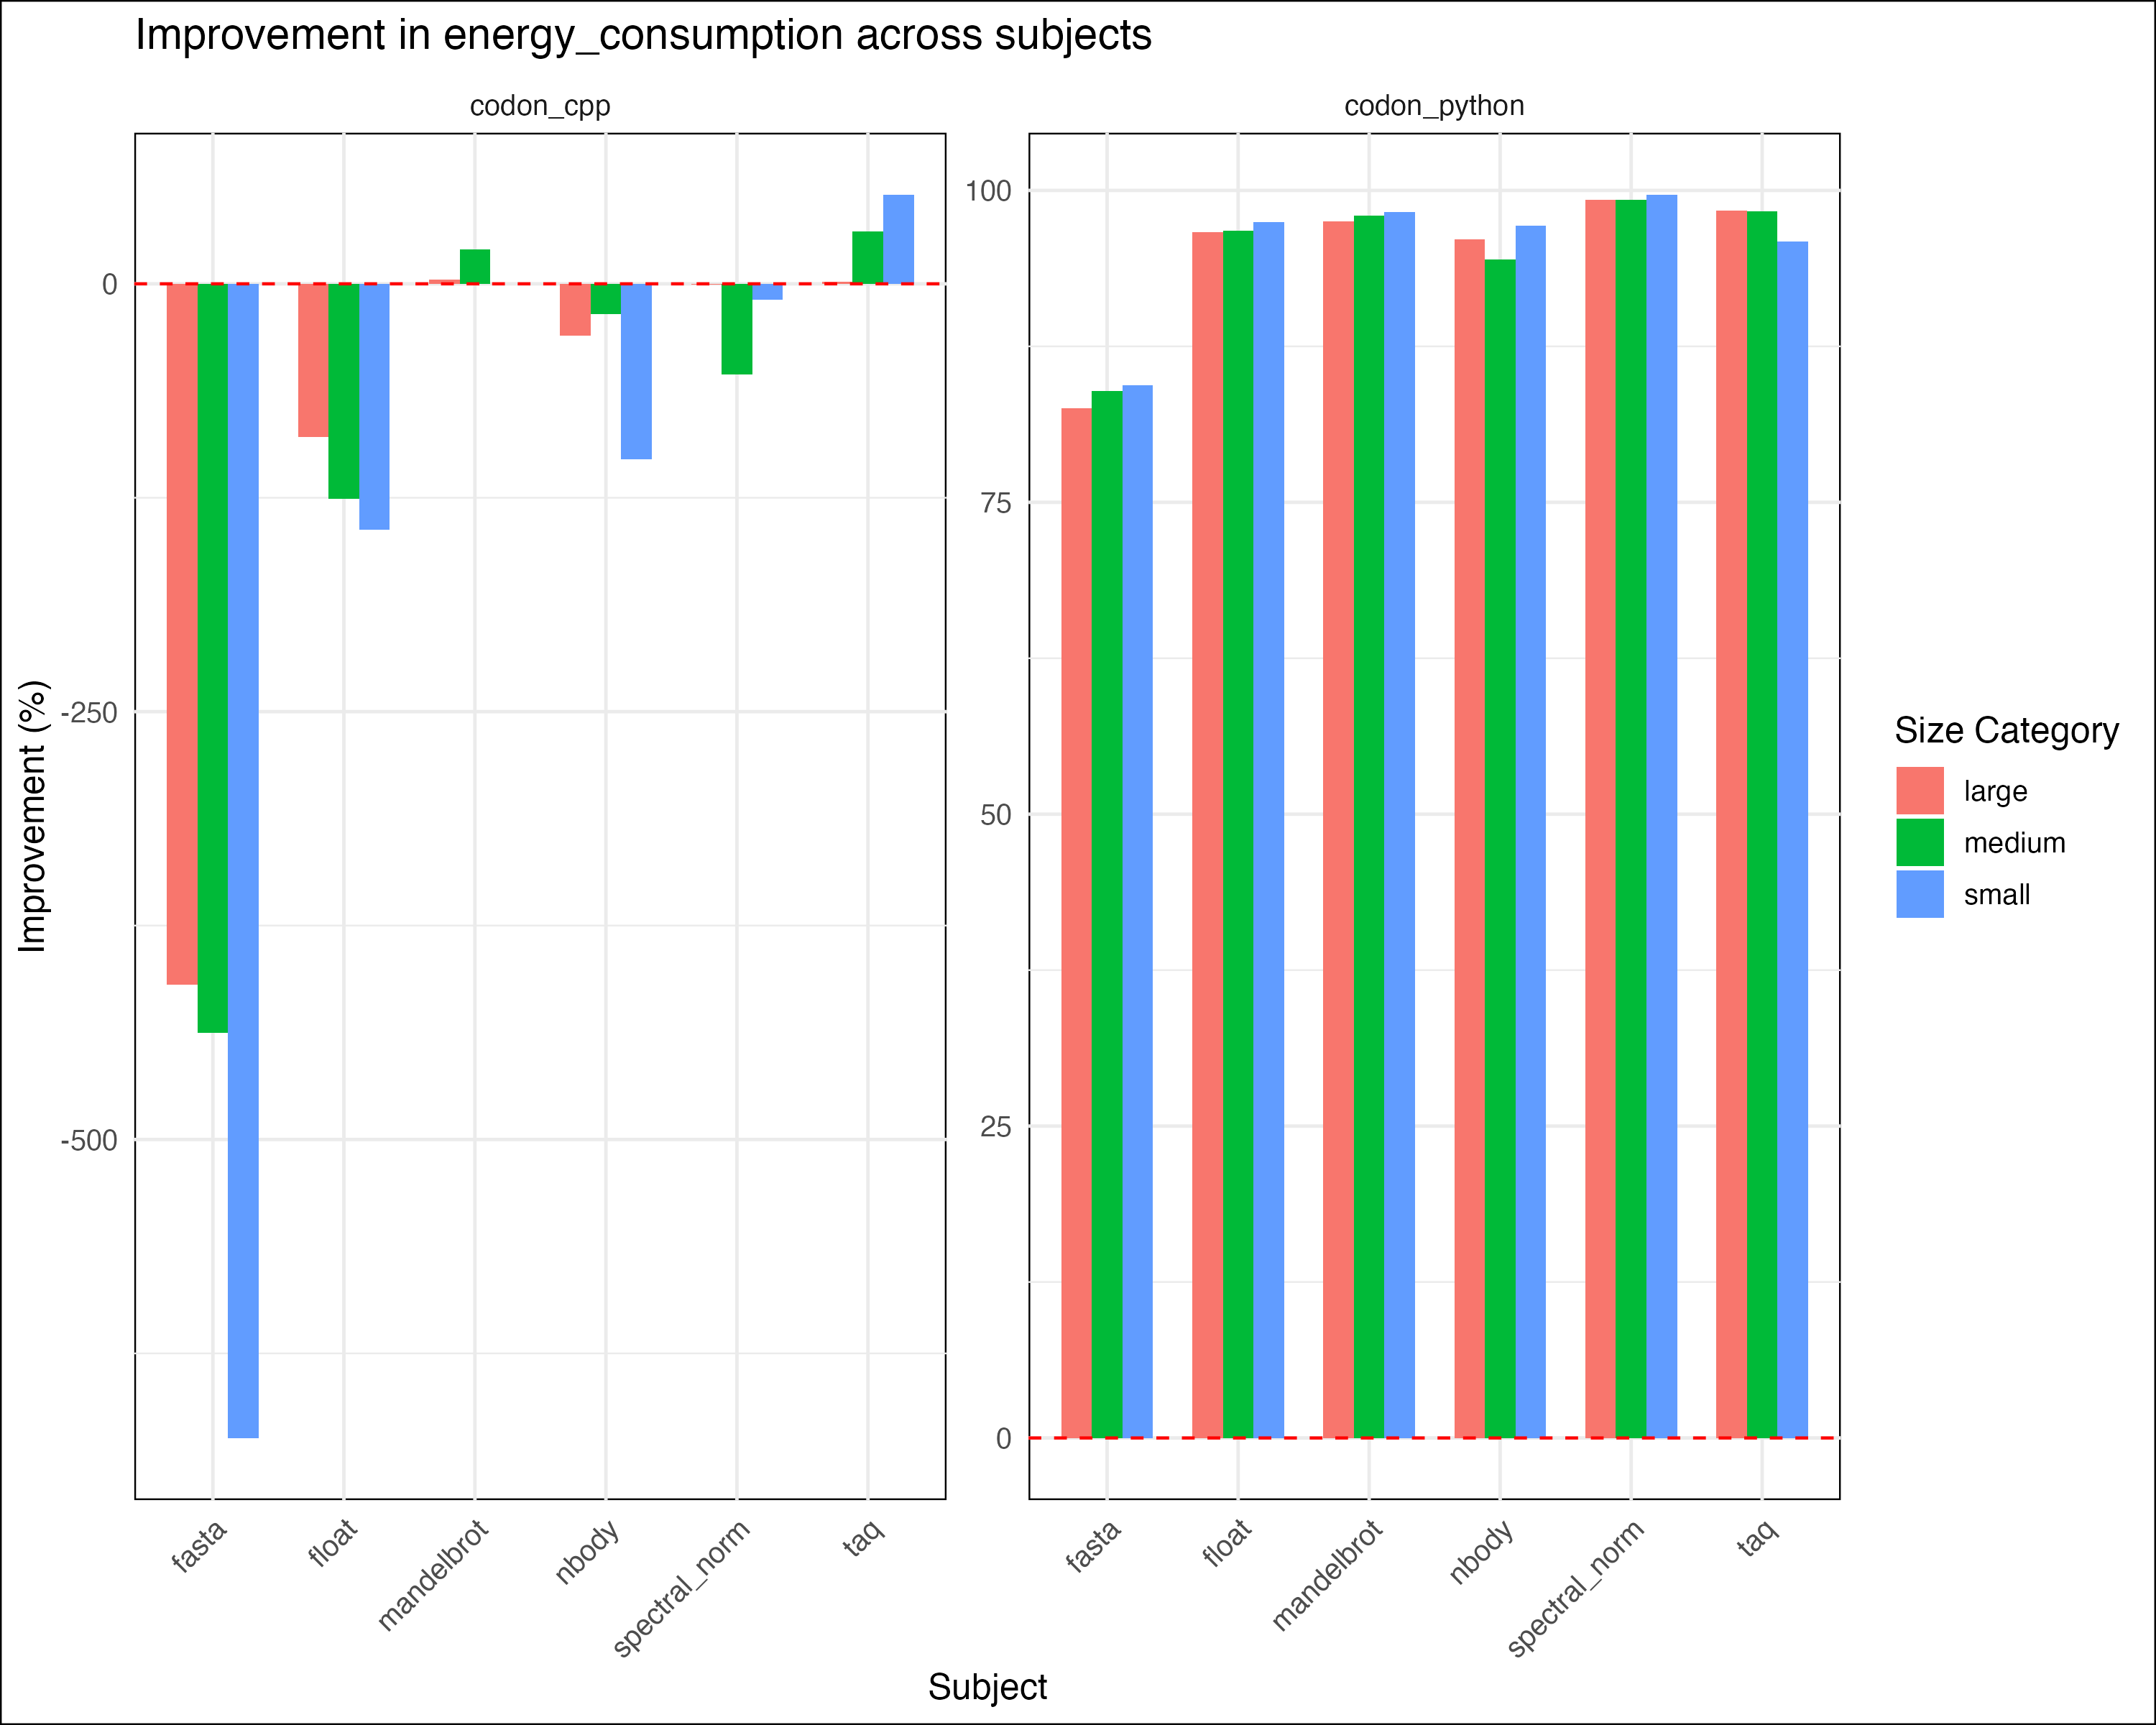 Improvement in energy_consumption across subjects
codon_cpp
codon_python
Improvement (%)
0
-250
-500
100
75
50
25
0
fasta
float
mandelbrot
nbody
spectral_norm
taq
fasta
float
mandelbrot
nbody
spectral_norm
taq
Subject
Size Category
large
medium
small